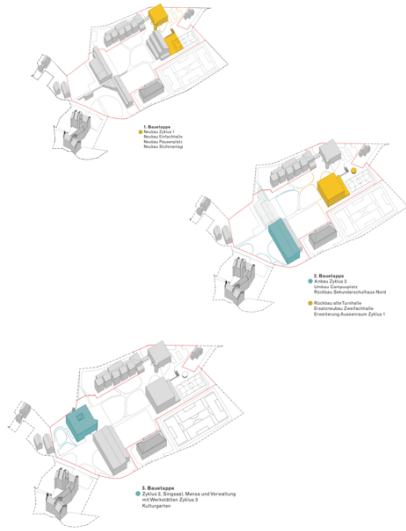 1. Bauetappe
Neubau Zyklus 1
Neubau Einfachhalle
Neubau Pausenplatz
2. Bauetappe
Anbau Zyklus 3
Umbau Campusplatz
Rückbau Sekundarschulhaus Nord
Rückbau alte Turnhalle
Ersatzneubau Zweifachhalle
Erweiterung Aussenraum Zyklus 1
3. Bauetappe
Zyklus 2, Singsaal, Mensa und Verwaltung
mit Werkstätten Zyklus 3
Kulturgarten